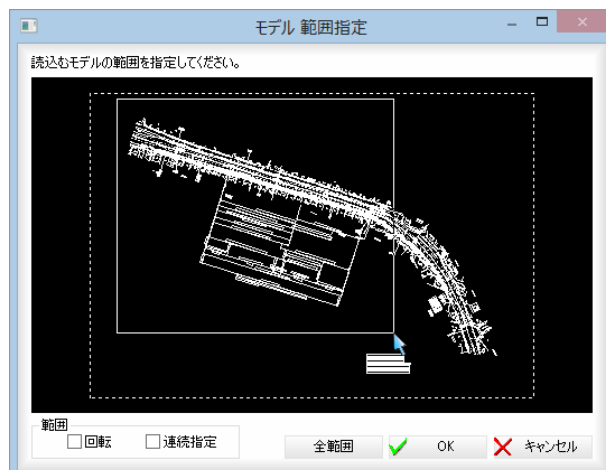 モデル 範囲指定
読込むモデルの範囲を指定してください。
範囲
回転
連続指定
全範囲
OK
キャンセル